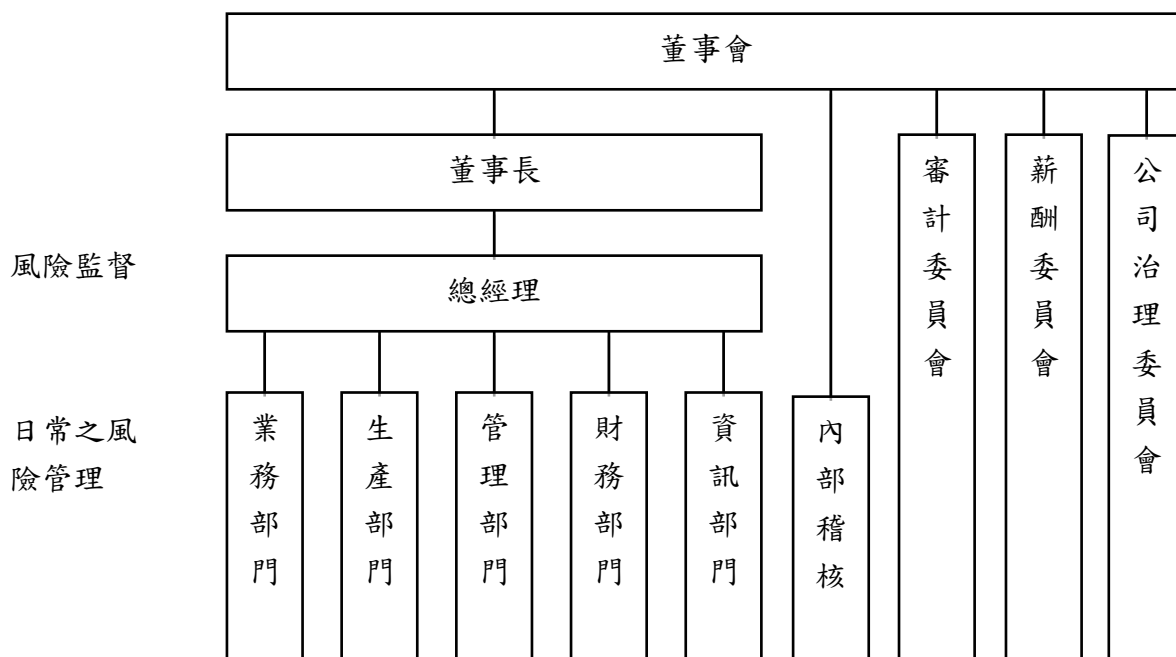 董事會
董事長
風險監督
總經理
審計委員會
薪酬委員會
公司治理委員會
日常之風
險管理
業務部門
生產部門
管理部門
財務部門
資訊部門
內部稽核